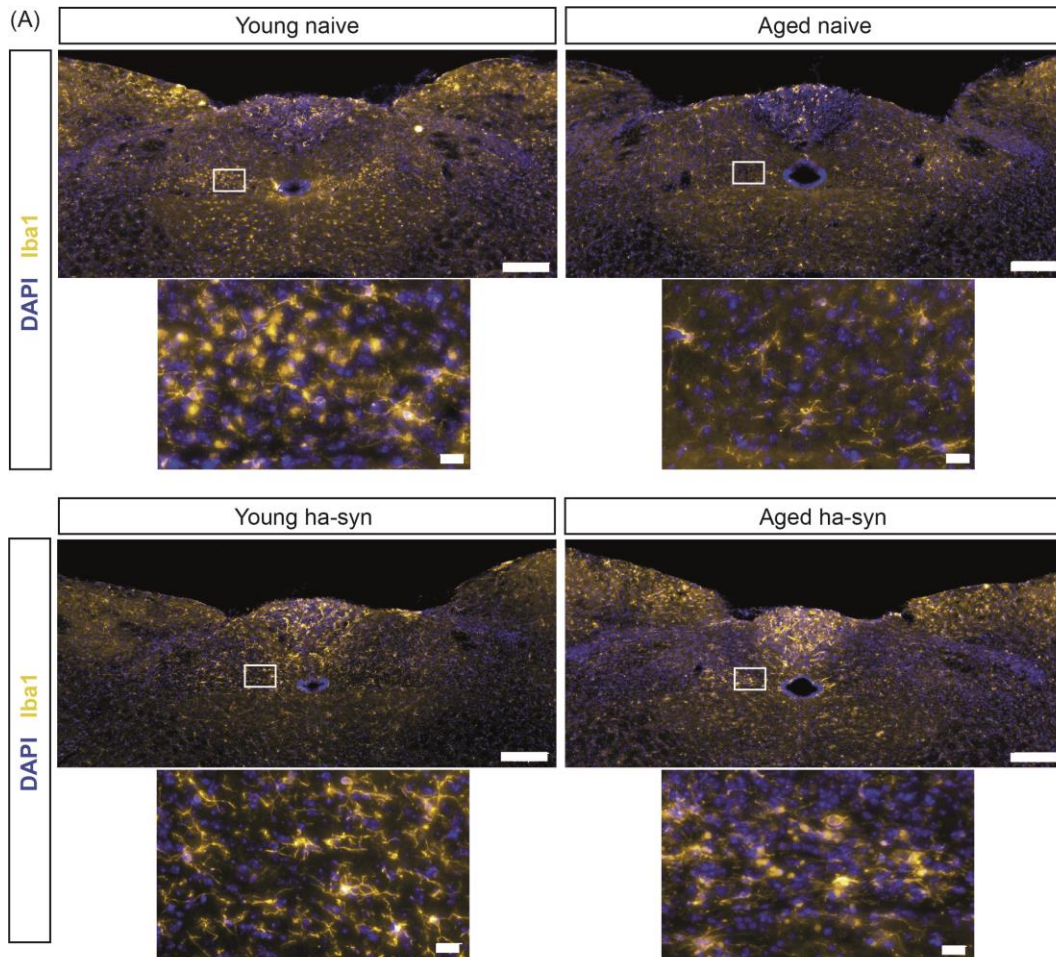 (A)
Young naive
Aged naive
DAPI Iba1
Young ha-syn
Aged ha-syn
DAPI Iba1